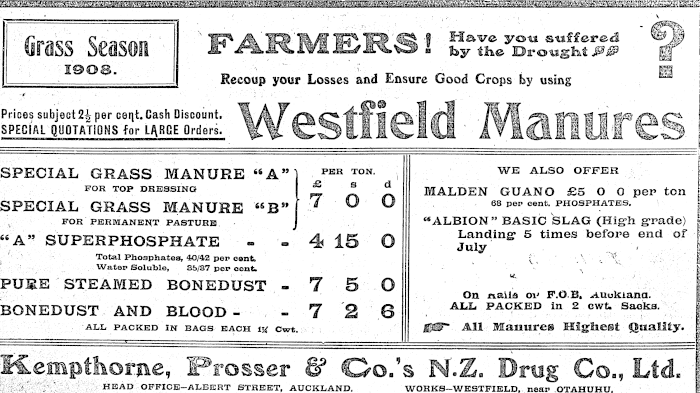 Grass Season
1908.
FARMERS!
Have you suffered
by the Drought
?
Recoup your Losses and Ensure Good Crops by using
Prices subject 2½ per cent. Cash Discount.
SPECIAL QUOTATIONS for LARGE Orders.
Westfield Manures
PER TON.
£ s d
SPECIAL GRASS MANURE "A"
FOR TOP DRESSING
SPECIAL GRASS MANURE "B"
FOR PERMANENT PASTURE
7 0 0
"A" SUPERPHOSPHATE - - 4 15 0
Total Phosphates, 40/42 per cent.
Water Soluble, 35/37 per cent.
PURE STEAMED BONEDUST - 7 5 0
BONEDUST AND BLOOD - - 7 2 6
ALL PACKED IN BAGS EACH 1¼ Cwt.
WE ALSO OFFER
MALDEN GUANO £5 0 0 per ton
68 per cent. PHOSPHATES.
"ALBION" BASIC SLAG (High grade)
Landing 5 times before end of
July
On Rails or F.O.B. Auckland.
ALL PACKED in 2 cwt. Sacks.
All Manures Highest Quality.
Kempthorne, Prosser & Co.'s N.Z. Drug Co., Ltd.
HEAD OFFICE—ALBERT STREET, AUCKLAND. WORKS—WESTFIELD, near OTAHUHU.